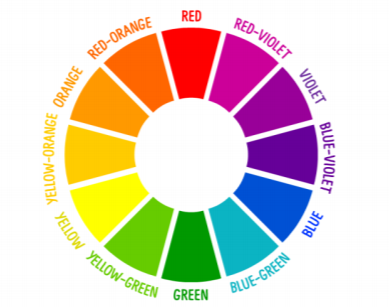 RED
RED-VIOLET
VIOLET
BLUE-VIOLET
BLUE
BLUE-GREEN
GREEN
YELLOW-GREEN
YELLOW
YELLOW-ORANGE
ORANGE
RED-ORANGE